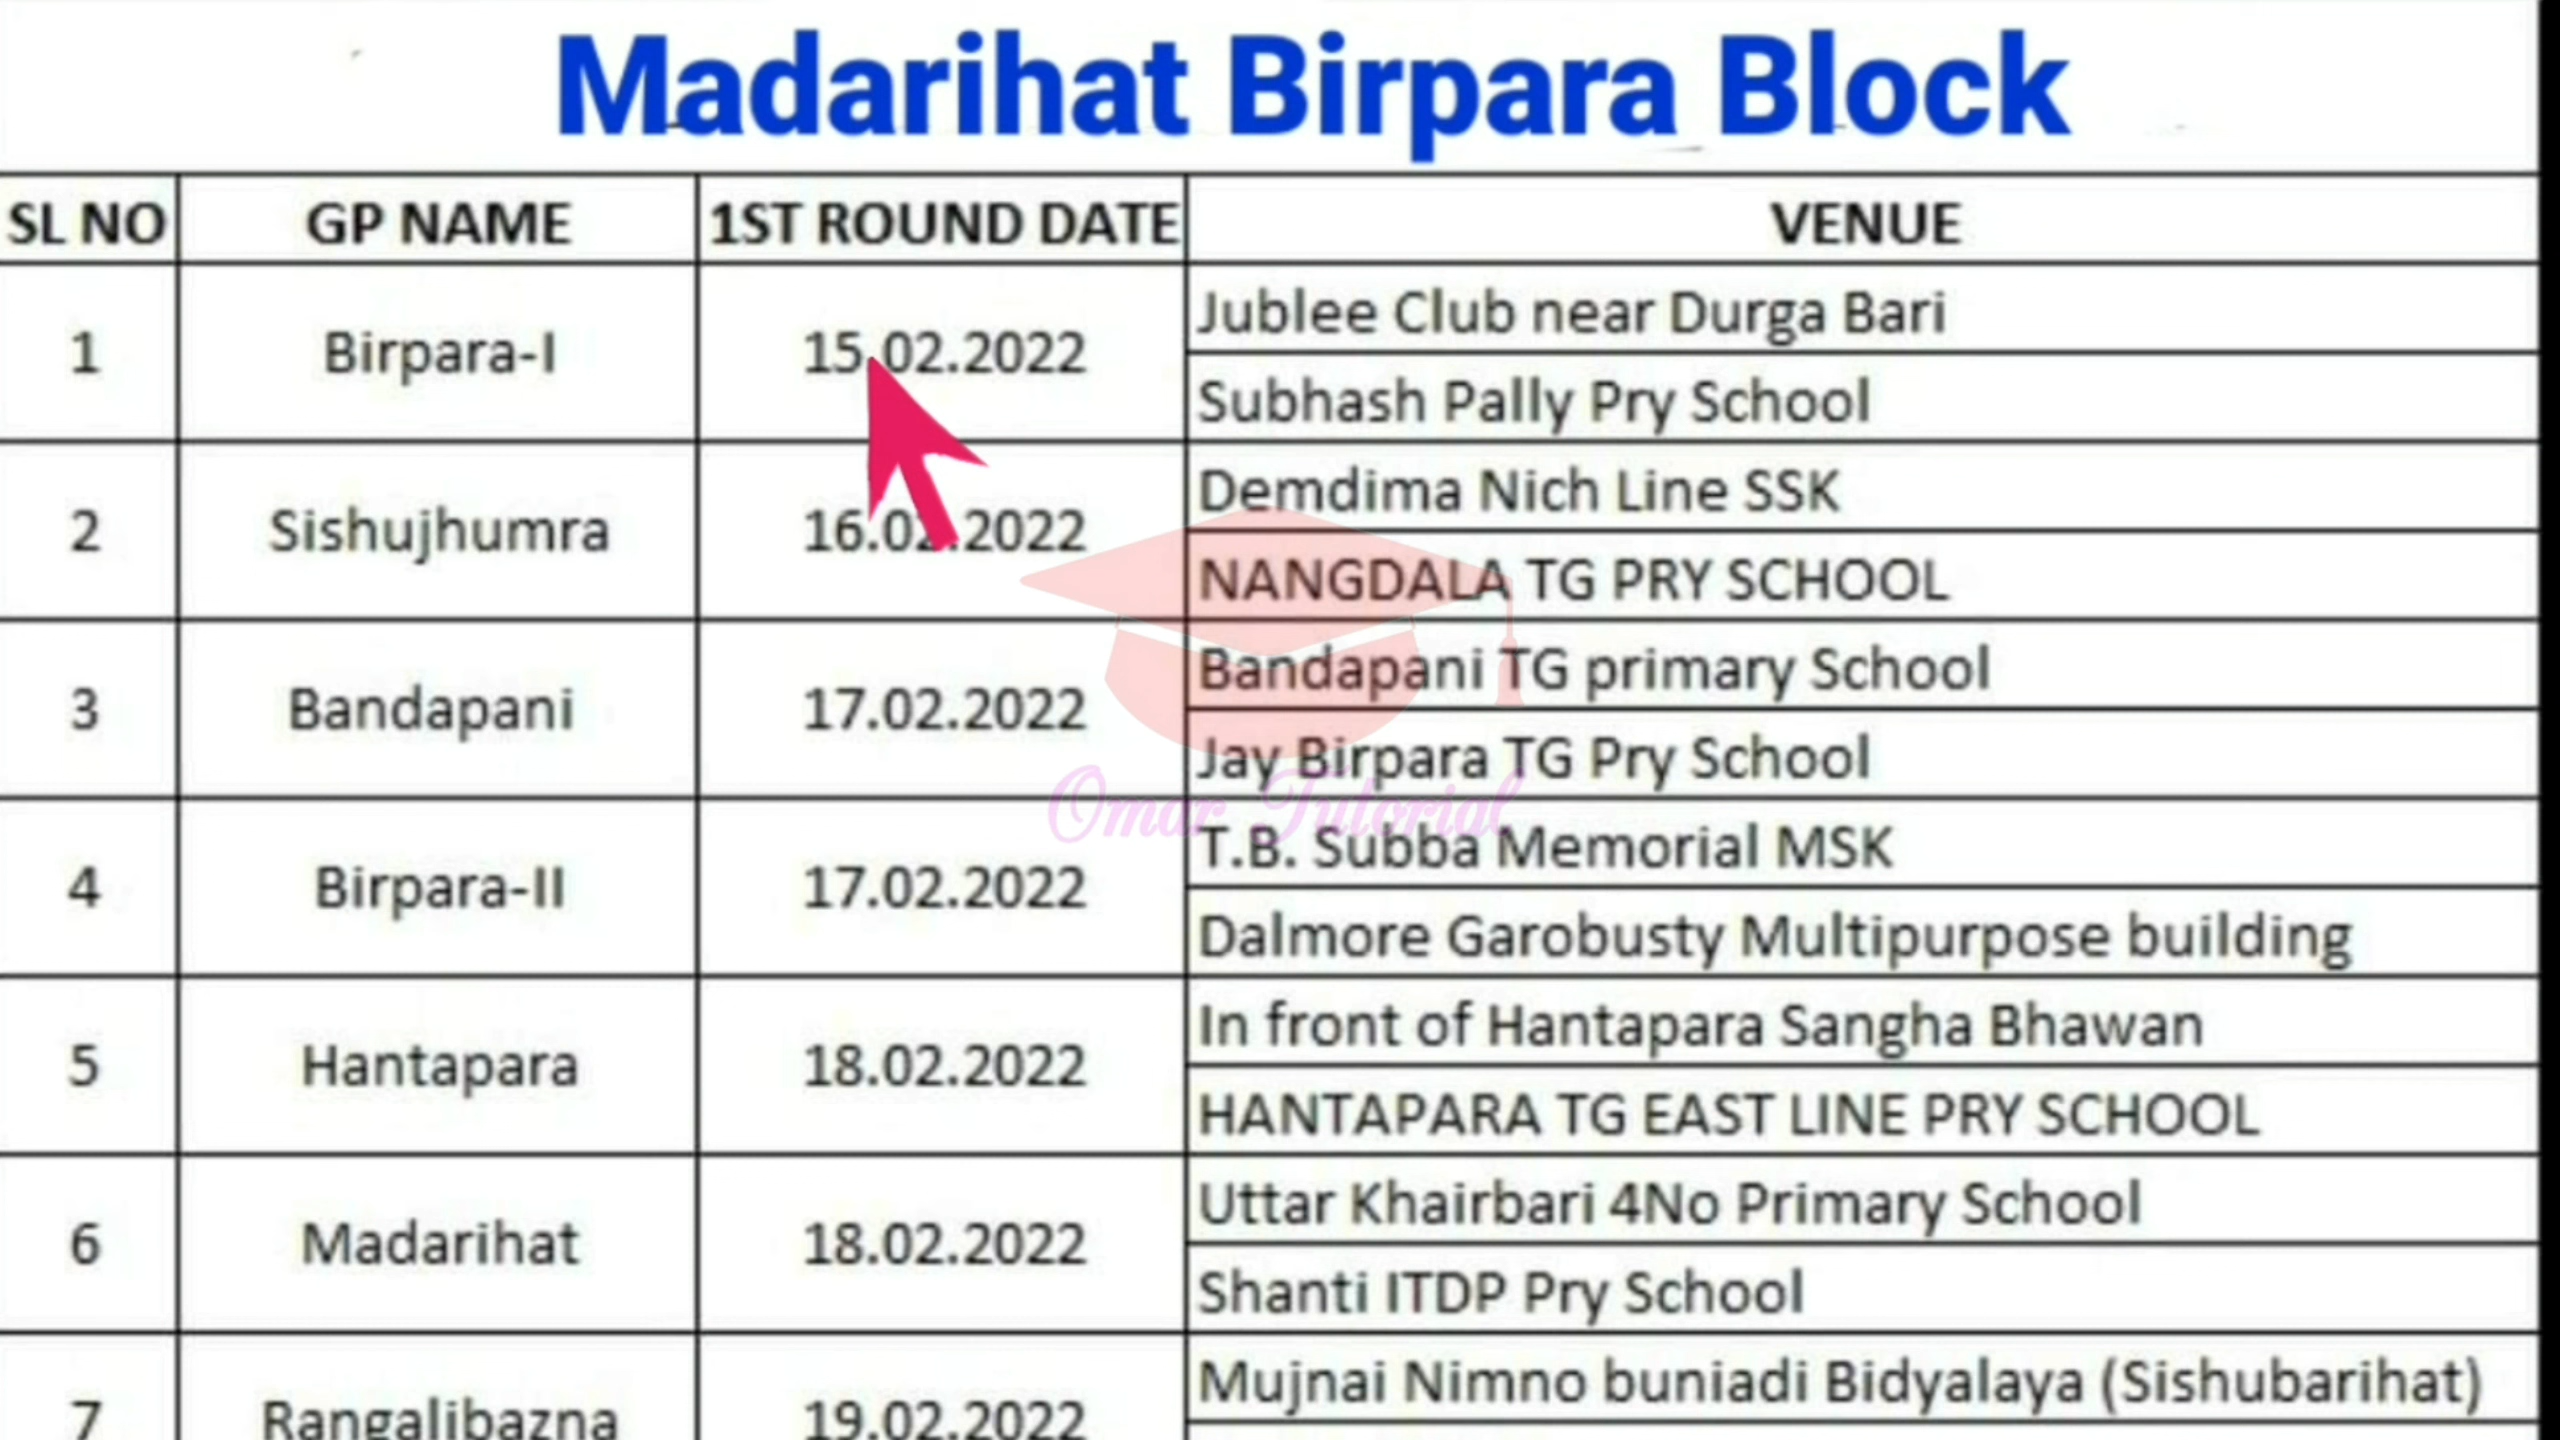 Madarihat Birpara Block
SL NO GP NAME 1ST ROUND DATE VENUE
1 Birpara-I 15.02.2022 Jublee Club near Durga Bari
Subhash Pally Pry School
2 Sishujhumra 16.02.2022 Demdima Nich Line SSK
NANGDALA TG PRY SCHOOL
3 Bandapani 17.02.2022 Bandapani TG primary School
Jay Birpara TG Pry School
Omar Tutorial
4 Birpara-II 17.02.2022 T.B. Subba Memorial MSK
Dalmore Garobusty Multipurpose building
5 Hantapara 18.02.2022 In front of Hantapara Sangha Bhawan
HANTAPARA TG EAST LINE PRY SCHOOL
6 Madarihat 18.02.2022 Uttar Khairbari 4No Primary School
Shanti ITDP Pry School
7 Rangalibazna 19.02.2022 Mujnai Nimno buniadi Bidyalaya (Sishubarihat)